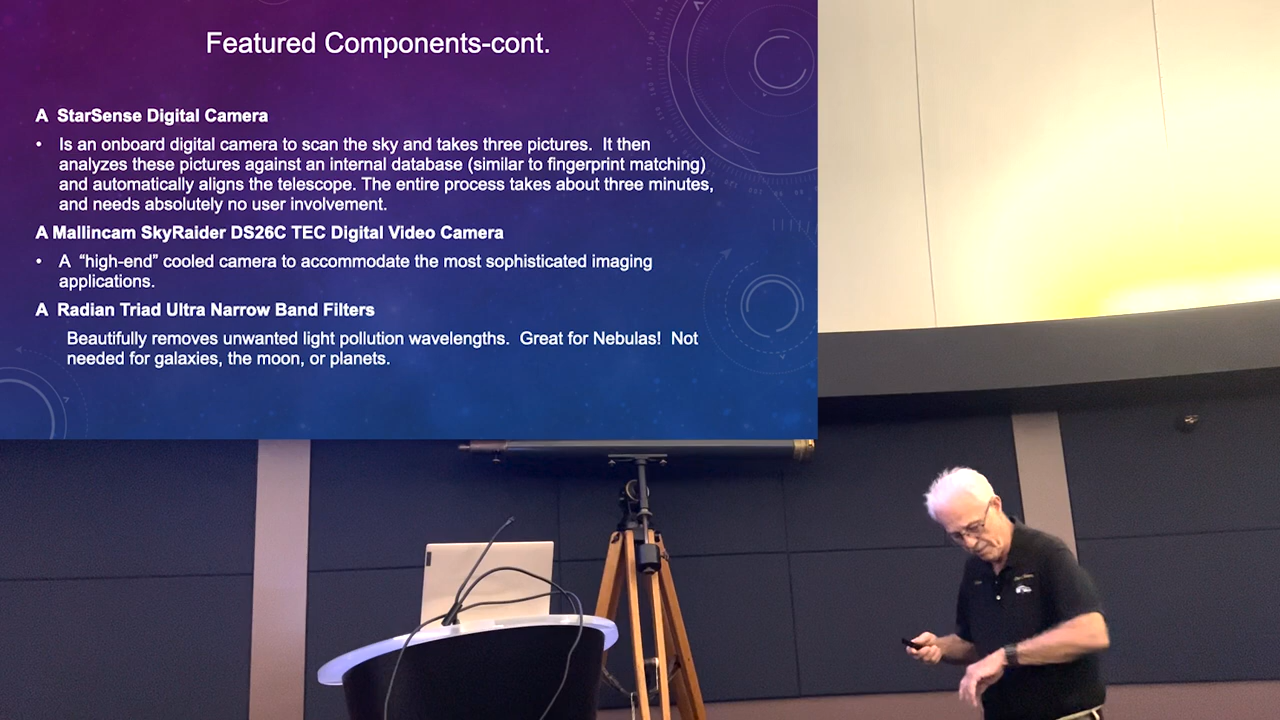 Featured Components-cont.
A StarSense Digital Camera
• Is an onboard digital camera to scan the sky and takes three pictures. It then
analyzes these pictures against an internal database (similar to fingerprint matching)
and automatically aligns the telescope. The entire process takes about three minutes,
and needs absolutely no user involvement.
A Mallincam SkyRaider DS26C TEC Digital Video Camera
• A “high-end” cooled camera to accommodate the most sophisticated imaging
applications.
A Radian Triad Ultra Narrow Band Filters
Beautifully removes unwanted light pollution wavelengths. Great for Nebulas! Not
needed for galaxies, the moon, or planets.